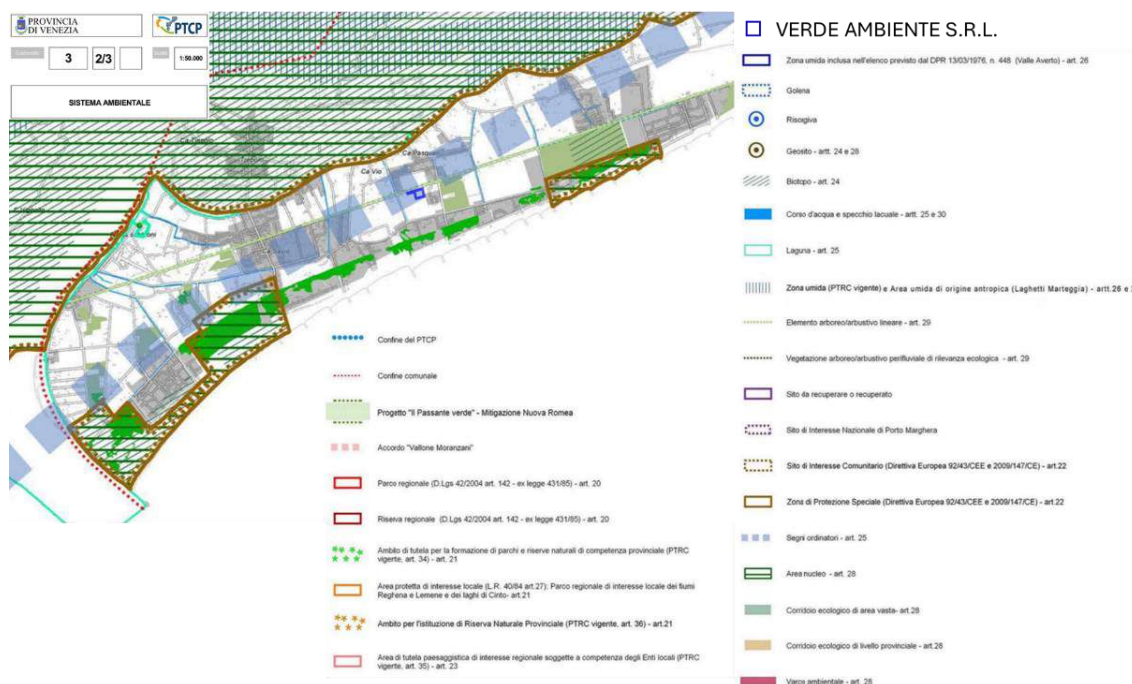 PROVINCIA
DI VENEZIA
PTCP
3
2/3
1:50.000
SISTEMA AMBIENTALE
Ca Pasqua
Ca Vio
VERDE AMBIENTE S.R.L.
Zona umida inclusa nell'elenco previsto dal DPR 13/03/1976, n. 448 (Valle Averto) - art. 26
Golena
Risorgiva
Geosito - artt. 24 e 28
Biotopo - art. 24
Corso d'acqua e specchio lacuale - artt. 25 e 30
Laguna - art. 25
Zona umida (PTRC vigente) e Area umida di origine antropica (Laghetti Marteggia) - artt.26 e
Elemento arboreo/arbustivo lineare - art. 29
Vegetazione arboreo/arbustivo perifluviale di rilevanza ecologica - art. 29
Sito da recuperare o recuperato
Sito di Interesse Nazionale di Porto Marghera
Sito di Interesse Comunitario (Direttiva Europea 92/43/CEE e 2009/147/CE) - art.22
Zona di Protezione Speciale (Direttiva Europea 92/43/CEE e 2009/147/CE) - art.22
Segni ordinatori - art. 25
Area nucleo - art. 28
Corridoio ecologico di area vasta- art.28
Corridoio ecologico di livello provinciale - art.28
Varco ambientale - art. 28
Confine del PTCP
Confine comunale
Progetto "Il Passante verde" - Mitigazione Nuova Romea
Accordo "Vallone Moranzani"
Parco regionale (D.Lgs 42/2004 art. 142 - ex legge 431/85) - art. 20
Riserva regionale (D.Lgs 42/2004 art. 142 - ex legge 431/85) - art. 20
Ambito di tutela per la formazione di parchi e riserve naturali di competenza provinciale (PTRC
vigente, art. 34) - art. 21
Area protetta di interesse locale (L.R. 40/84 art.27): Parco regionale di interesse locale dei fiumi
Reghena e Lemene e dei laghi di Cinto- art.21
Ambito per l'istituzione di Riserva Naturale Provinciale (PTRC vigente, art. 36) - art.21
Area di tutela paesaggistica di interesse regionale soggette a competenza degli Enti locali (PTRC
vigente, art. 35) - art. 23